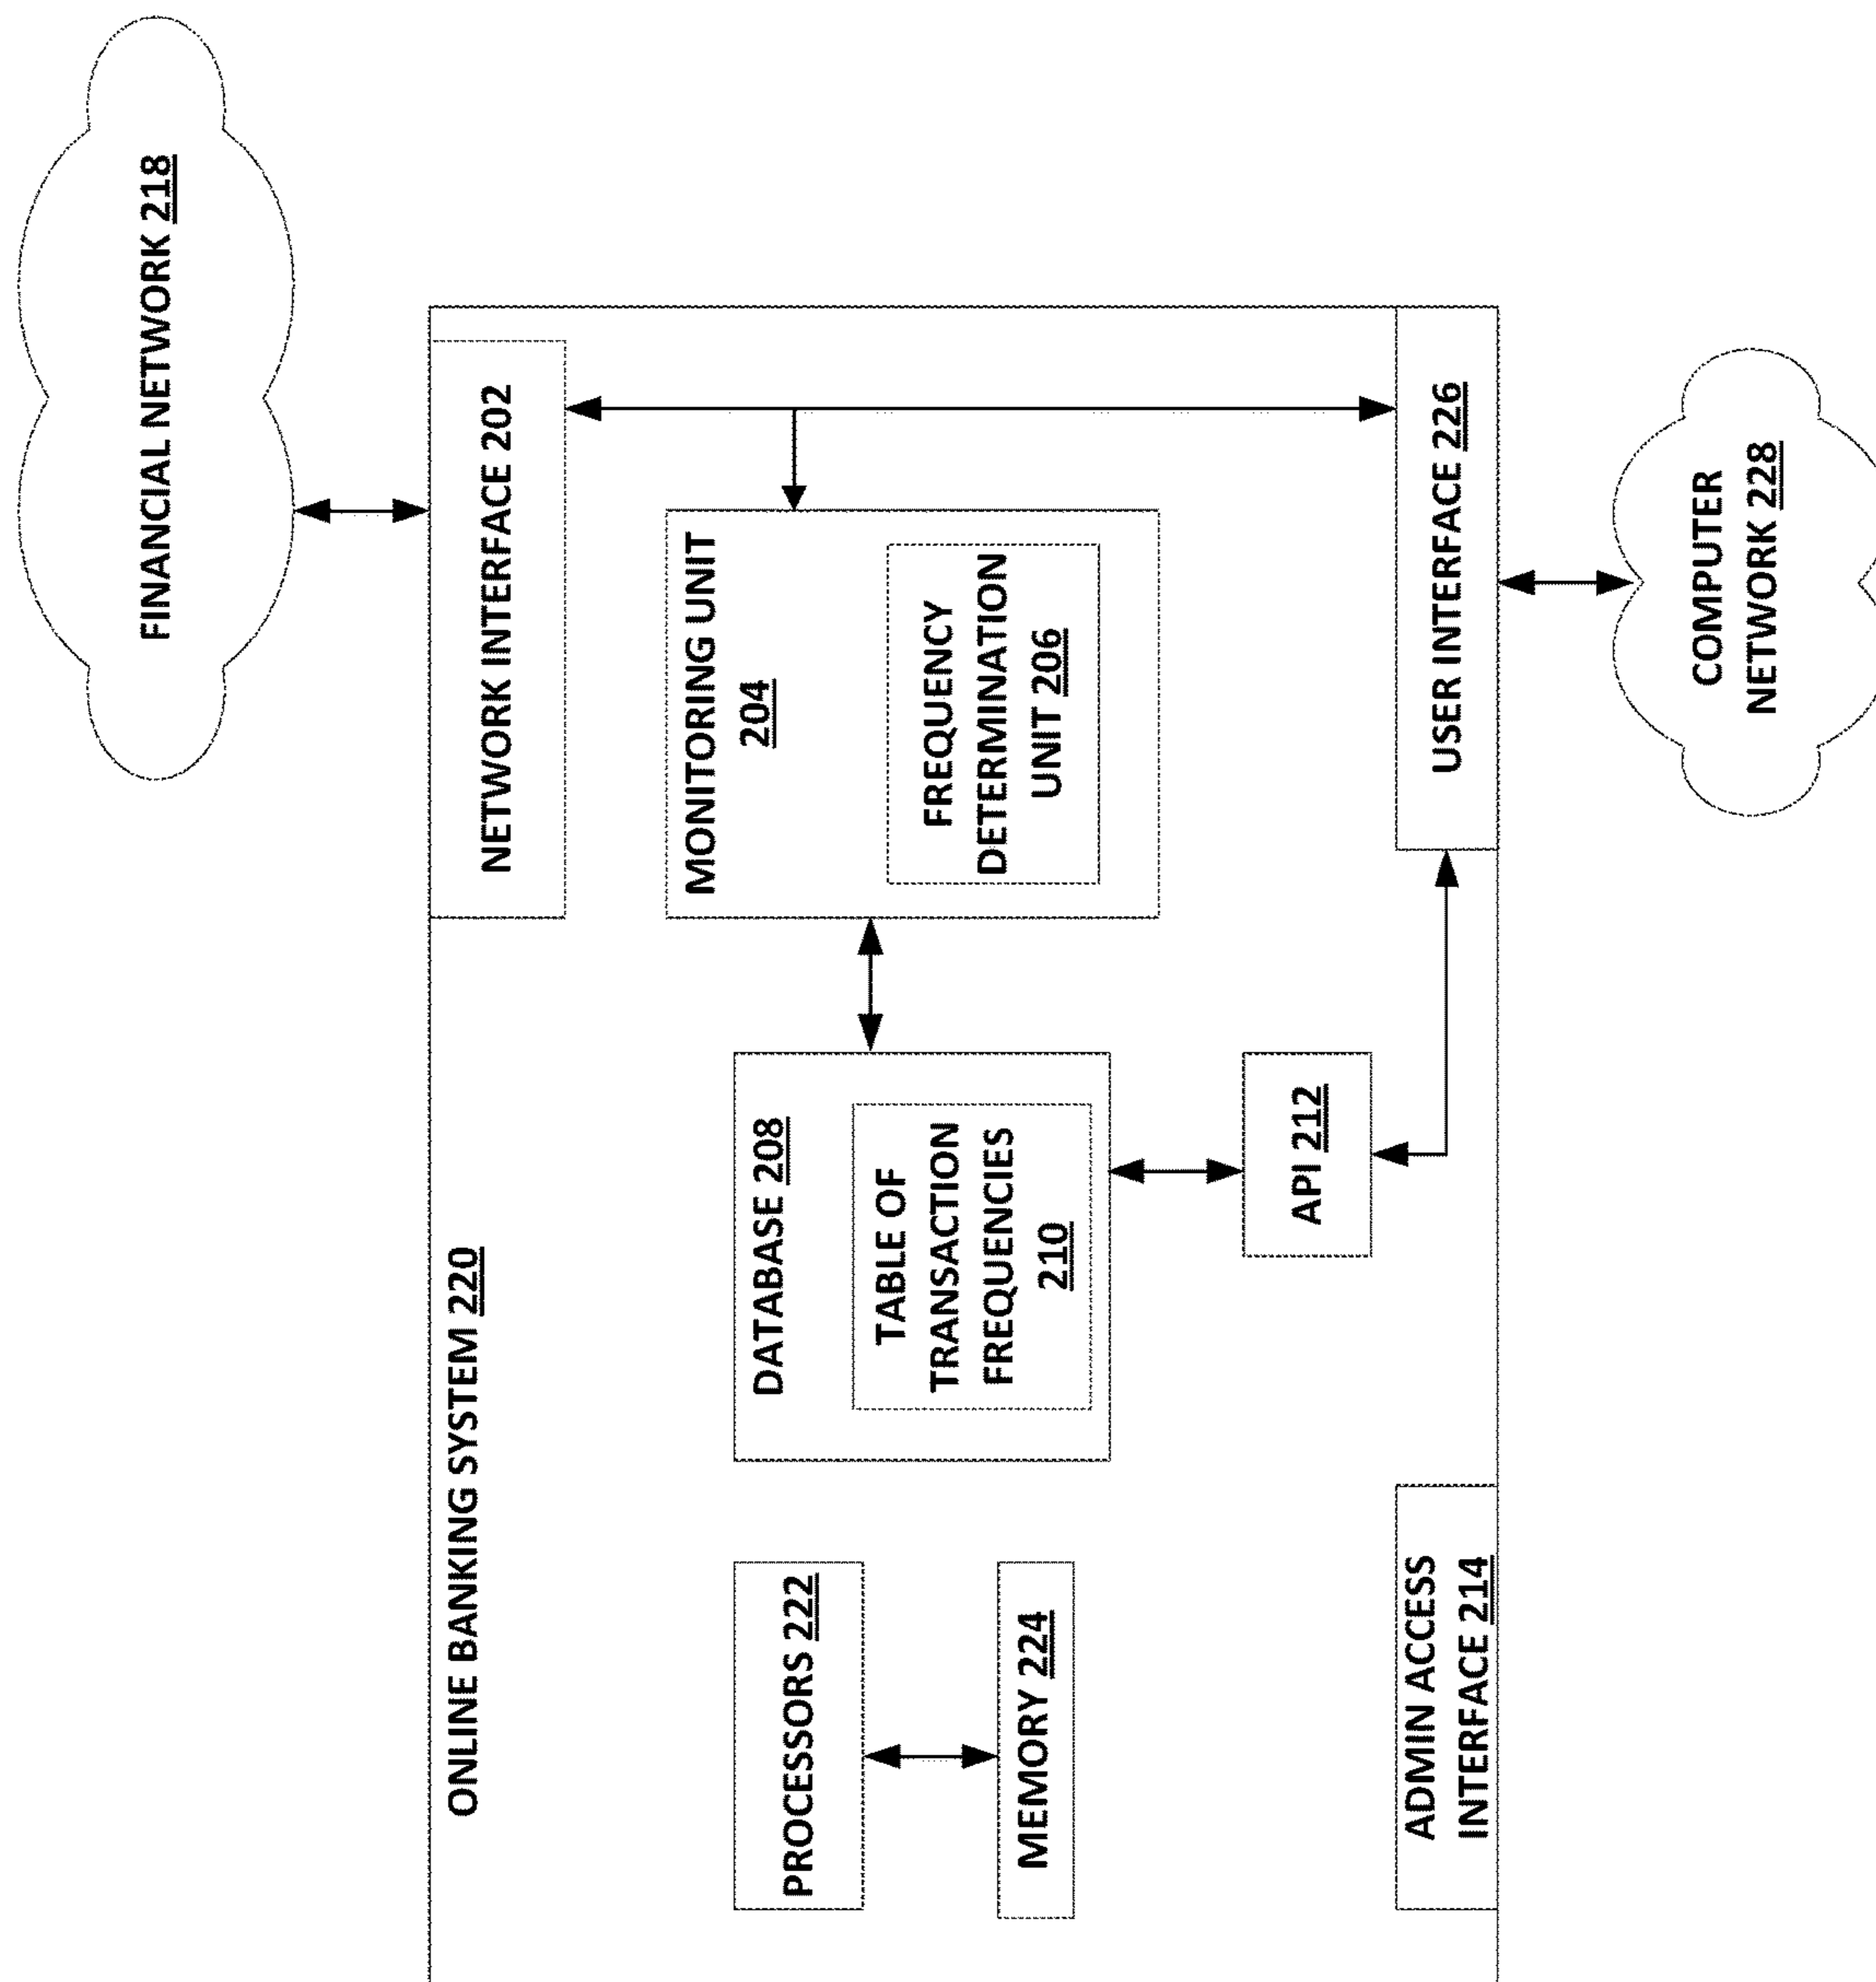 FINANCIAL NETWORK 218
ONLINE BANKING SYSTEM 220
NETWORK INTERFACE 202
PROCESSORS 222
MEMORY 224
DATABASE 208
TABLE OF
TRANSACTION
FREQUENCIES
210
MONITORING UNIT
204
FREQUENCY
DETERMINATION
UNIT 206
API 212
ADMIN ACCESS
INTERFACE 214
USER INTERFACE 226
COMPUTER
NETWORK 228